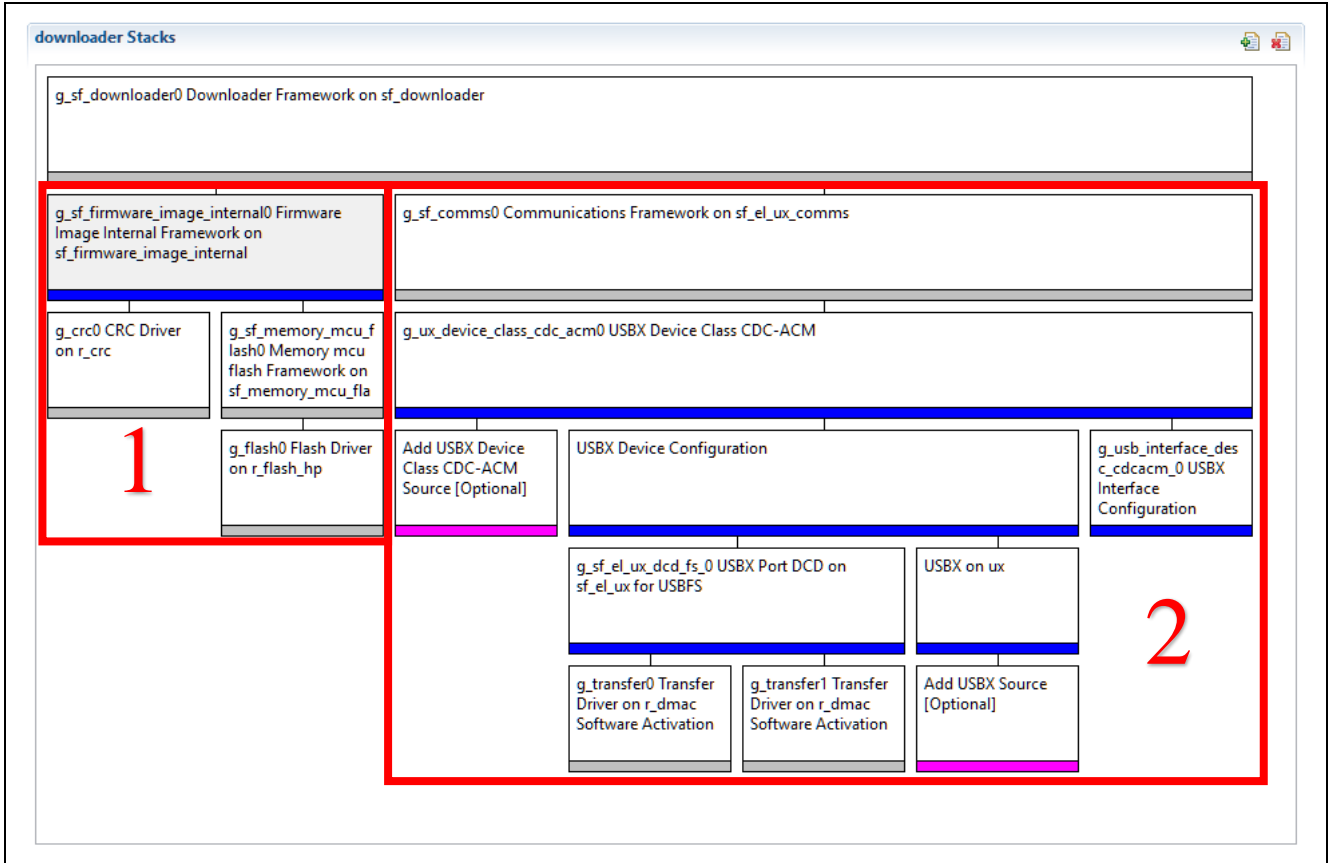 downloader Stacks
g_sf_downloader0 Downloader Framework on sf_downloader
g_sf_firmware_image_internal0 Firmware
Image Internal Framework on
sf_firmware_image_internal
g_sf_comms0 Communications Framework on sf_el_ux_comms
g_crc0 CRC Driver
on r_crc
g_sf_memory_mcu_f
lash0 Memory mcu
flash Framework on
sf_memory_mcu_fla
g_ux_device_class_cdc_acm0 USBX Device Class CDC-ACM
1
g_flash0 Flash Driver
on r_flash_hp
Add USBX Device
Class CDC-ACM
Source [Optional]
USBX Device Configuration
g_usb_interface_des
c_cdcacm_0 USBX
Interface
Configuration
g_sf_el_ux_dcd_fs_0 USBX Port DCD on
sf_el_ux for USBFS
USBX on ux
2
g_transfer0 Transfer
Driver on r_dmac
Software Activation
g_transfer1 Transfer
Driver on r_dmac
Software Activation
Add USBX Source
[Optional]